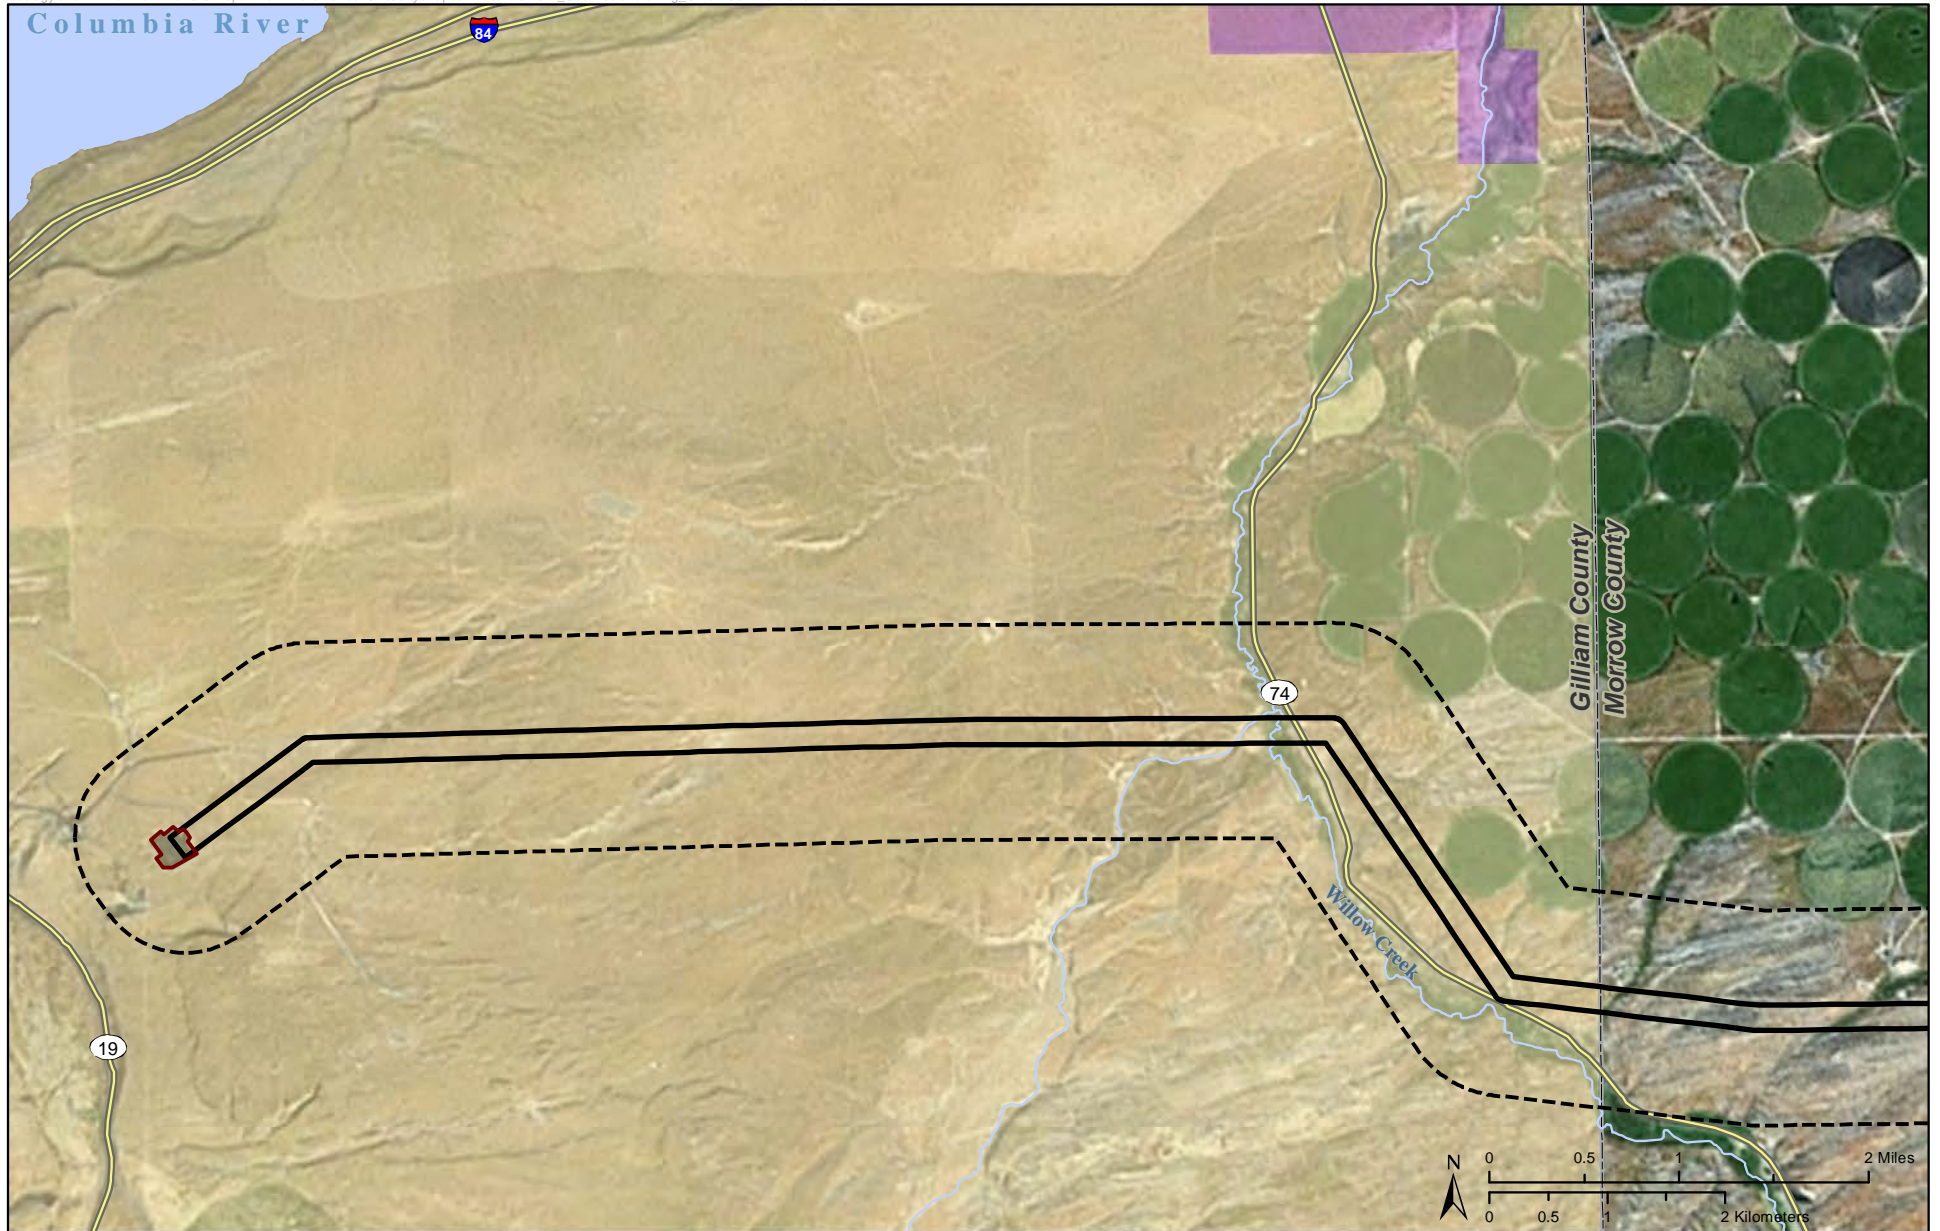 Columbia River
84
Gilliam County
Morrow County
74
Willow Creek
19
N
0 0.5 1 2 Miles
0 0.5 1 2 Kilometers